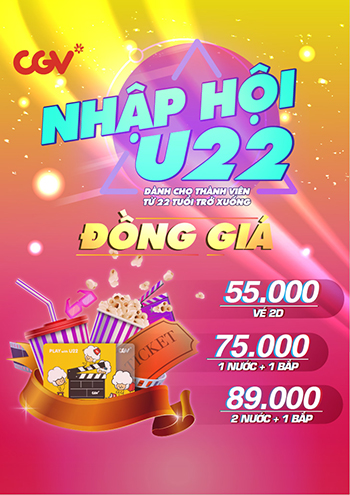 CGV
NHẬP HỘI
U22
DÀNH CHO THÀNH VIÊN
TỪ 22 TUỔI TRỞ XUỐNG
ĐỒNG GIÁ
55.000
VÉ 2D
75.000
1 NƯỚC + 1 BẮP
89.000
2 NƯỚC + 1 BẮP
TICKET
CGV